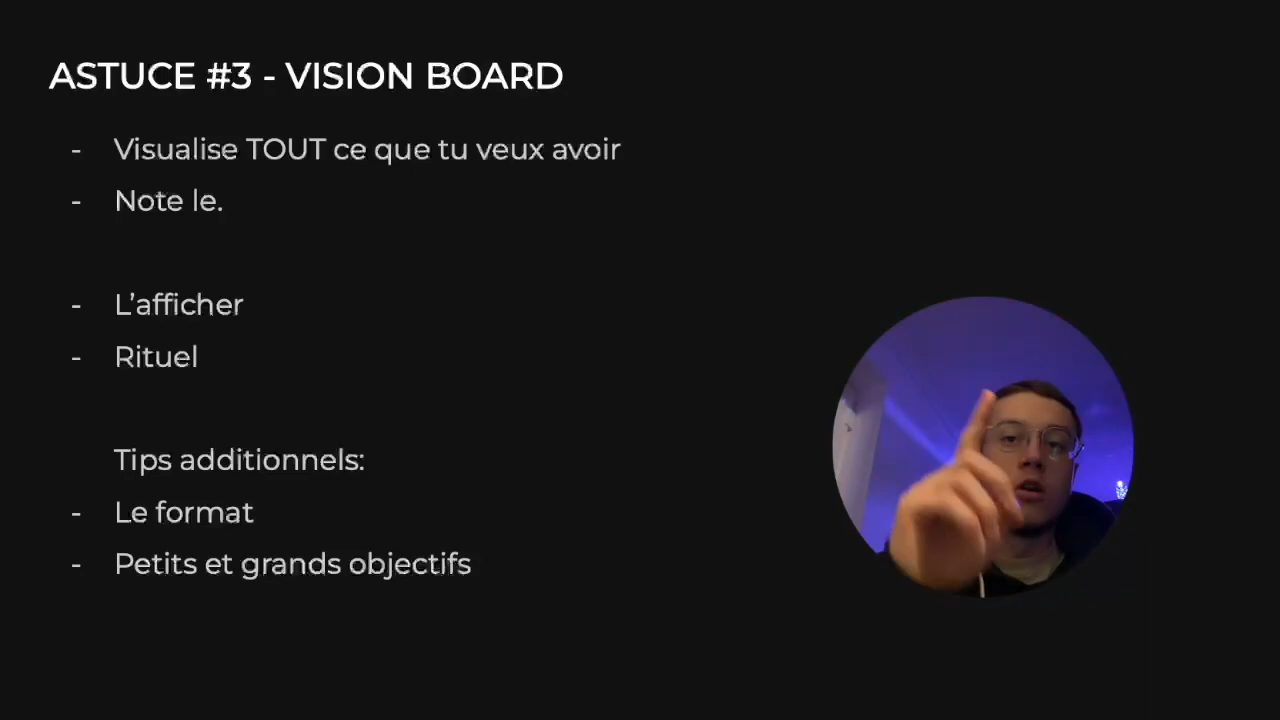 ASTUCE #3 - VISION BOARD
- Visualise TOUT ce que tu veux avoir
- Note le.
- L’afficher
- Rituel
Tips additionnels:
- Le format
- Petits et grands objectifs